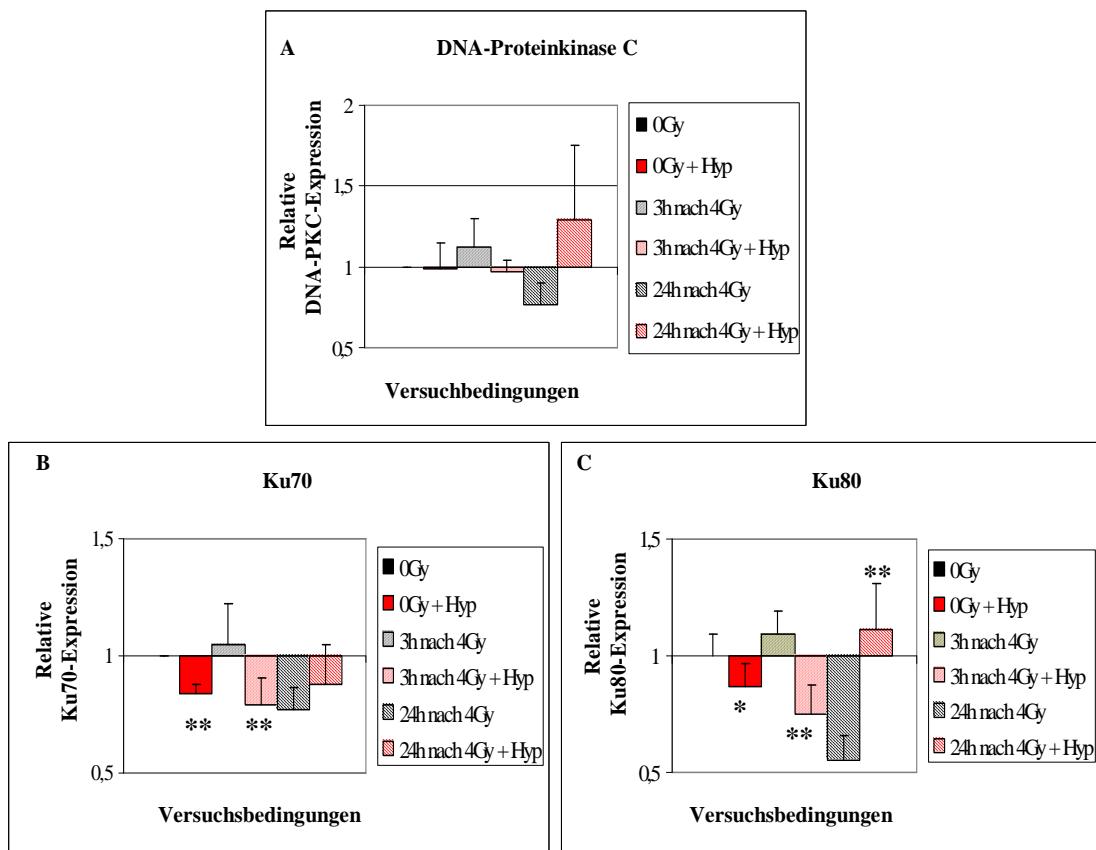 A
DNA-Proteinkinase C
Relative
DNA-PKC-Expression
2
1,5
1
0,5
Versuchbedingungen
0Gy
0Gy + Hyp
3h nach 4Gy
3h nach 4Gy + Hyp
24h nach 4Gy
24h nach 4Gy + Hyp
B
Ku70
Relative
Ku70-Expression
1,5
1
0,5
**
**
Versuchsbedingungen
0Gy
0Gy + Hyp
3h nach 4Gy
3h nach 4Gy + Hyp
24h nach 4Gy
24h nach 4Gy + Hyp
C
Ku80
Relative
Ku80-Expression
1,5
1
0,5
*
**
**
Versuchsbedingungen
0Gy
0Gy + Hyp
3h nach 4Gy
3h nach 4Gy + Hyp
24h nach 4Gy
24h nach 4Gy + Hyp